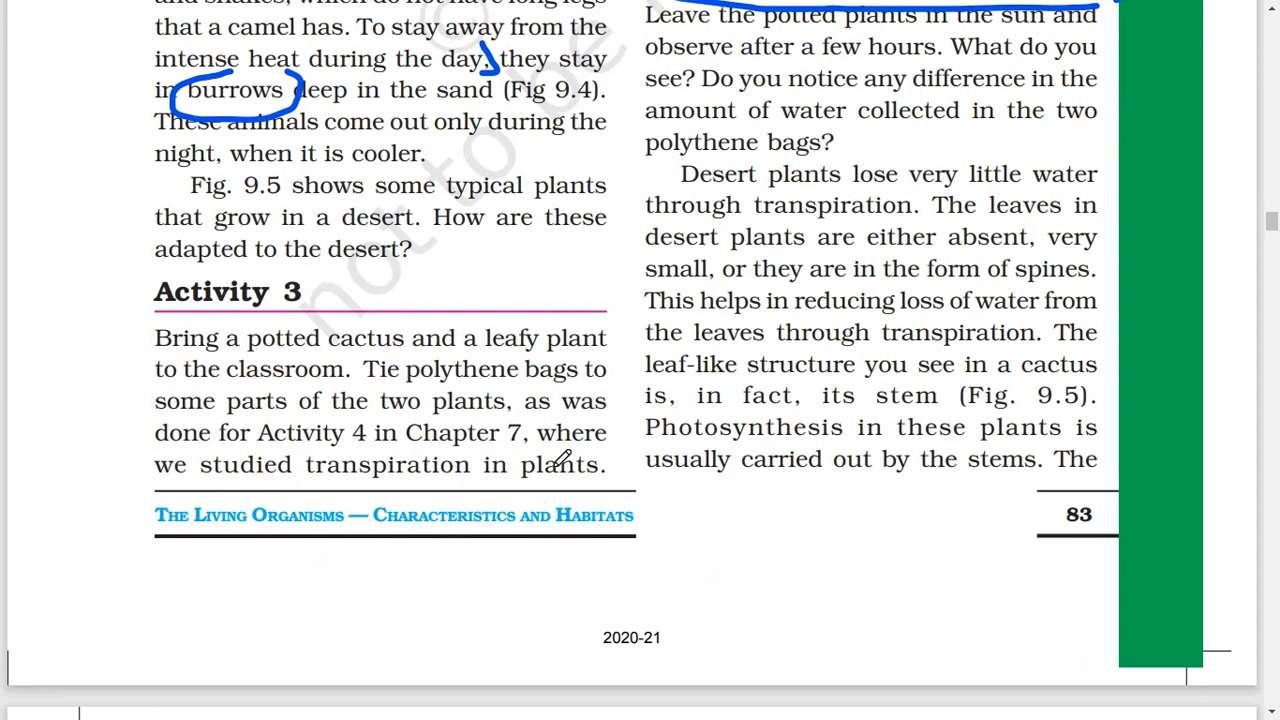 that a camel has. To stay away from the
intense heat during the day, they stay
in burrows deep in the sand (Fig 9.4).
These animals come out only during the
night, when it is cooler.
Fig. 9.5 shows some typical plants
that grow in a desert. How are these
adapted to the desert?
Activity 3
Bring a potted cactus and a leafy plant
to the classroom. Tie polythene bags to
some parts of the two plants, as was
done for Activity 4 in Chapter 7, where
we studied transpiration in plants.
Leave the potted plants in the sun and
observe after a few hours. What do you
see? Do you notice any difference in the
amount of water collected in the two
polythene bags?
Desert plants lose very little water
through transpiration. The leaves in
desert plants are either absent, very
small, or they are in the form of spines.
This helps in reducing loss of water from
the leaves through transpiration. The
leaf-like structure you see in a cactus
is, in fact, its stem (Fig. 9.5).
Photosynthesis in these plants is
usually carried out by the stems. The
THE LIVING ORGANISMS — CHARACTERISTICS AND HABITATS
83
2020-21
©
not to be